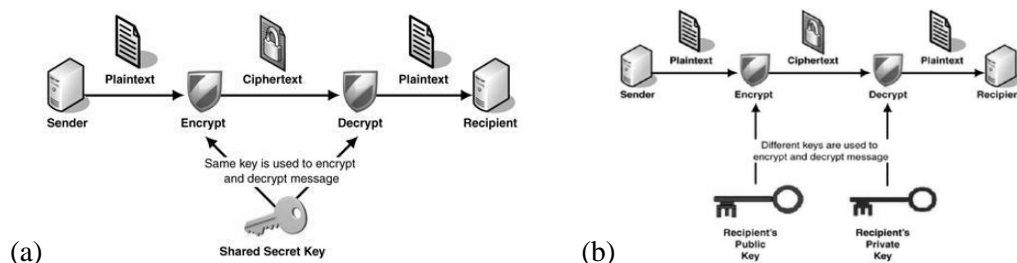 Plaintext Ciphertext Plaintext
Sender Encrypt Decrypt Recipient
Same key is used to encrypt
and decrypt message
Shared Secret Key
(a)
Plaintext Ciphertext Plaintext
Sender Encrypt Decrypt Recipien
Different keys are used to
encrypt and decrypt message
Recipient's Recipient's
Public Private
Key Key
(b)